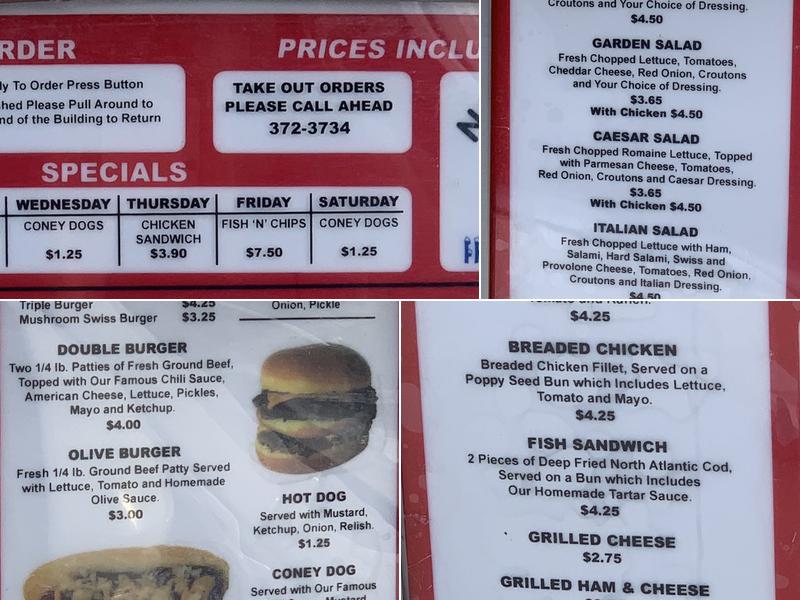 RDER
PRICES INCLU
ly To Order Press Button
shed Please Pull Around to
nd of the Building to Return
TAKE OUT ORDERS
PLEASE CALL AHEAD
372-3734
SPECIALS
WEDNESDAY THURSDAY FRIDAY SATURDAY
CONEY DOGS CHICKEN SANDWICH FISH 'N' CHIPS CONEY DOGS
$1.25 $3.90 $7.50 $1.25
Croutons and Your Choice of Dressing.
$4.50
GARDEN SALAD
Fresh Chopped Lettuce, Tomatoes,
Cheddar Cheese, Red Onion, Croutons
and Your Choice of Dressing.
$3.65
With Chicken $4.50
CAESAR SALAD
Fresh Chopped Romaine Lettuce, Topped
with Parmesan Cheese, Tomatoes,
Red Onion, Croutons and Caesar Dressing.
$3.65
With Chicken $4.50
ITALIAN SALAD
Fresh Chopped Lettuce with Ham,
Salami, Hard Salami, Swiss and
Provolone Cheese, Tomatoes, Red Onion,
Croutons and Italian Dressing.
$4.50
Triple Burger $4.25
Mushroom Swiss Burger $3.25
Onion, Pickle
DOUBLE BURGER
Two 1/4 lb. Patties of Fresh Ground Beef,
Topped with Our Famous Chili Sauce,
American Cheese, Lettuce, Pickles,
Mayo and Ketchup.
$4.00
OLIVE BURGER
Fresh 1/4 lb. Ground Beef Patty Served
with Lettuce, Tomato and Homemade
Olive Sauce.
$3.00
HOT DOG
Served with Mustard,
Ketchup, Onion, Relish.
$1.25
CONEY DOG
Served with Our Famous
Mustard
Tomato and Ranch.
$4.25
BREADED CHICKEN
Breaded Chicken Fillet, Served on a
Poppy Seed Bun which Includes Lettuce,
Tomato and Mayo.
$4.25
FISH SANDWICH
2 Pieces of Deep Fried North Atlantic Cod,
Served on a Bun which Includes
Our Homemade Tartar Sauce.
$4.25
GRILLED CHEESE
$2.75
GRILLED HAM & CHEESE